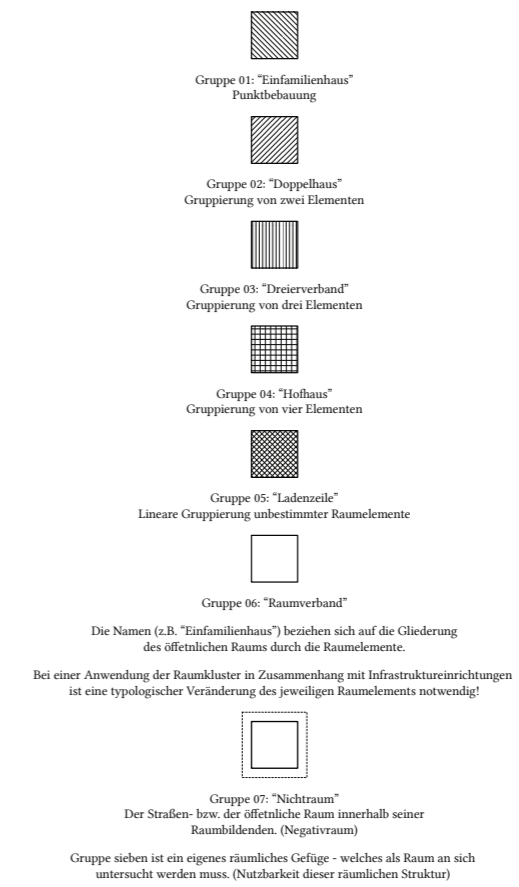 Gruppe 01: “Einfamilienhaus”
Punktbebauung
Gruppe 02: “Doppelhaus”
Gruppierung von zwei Elementen
Gruppe 03: “Dreierverband”
Gruppierung von drei Elementen
Gruppe 04: “Hofhaus”
Gruppierung von vier Elementen
Gruppe 05: “Ladenzeile”
Lineare Gruppierung unbestimmter Raumelemente
Gruppe 06: “Raumverband”
Die Namen (z.B. “Einfamilienhaus”) beziehen sich auf die Gliederung
des öffetnlichen Raums durch die Raumelemente.
Bei einer Anwendung der Raumkluster in Zusammenhang mit Infrastruktureinrichtungen
ist eine typologischer Veränderung des jeweiligen Raumelements notwendig!
Gruppe 07: “Nichtraum”
Der Straßen- bzw. der öffetnliche Raum innerhalb seiner
Raumbildenden. (Negativraum)
Gruppe sieben ist ein eigenes räumliches Gefüge - welches als Raum an sich
untersucht werden muss. (Nutzbarkeit dieser räumlichen Struktur)